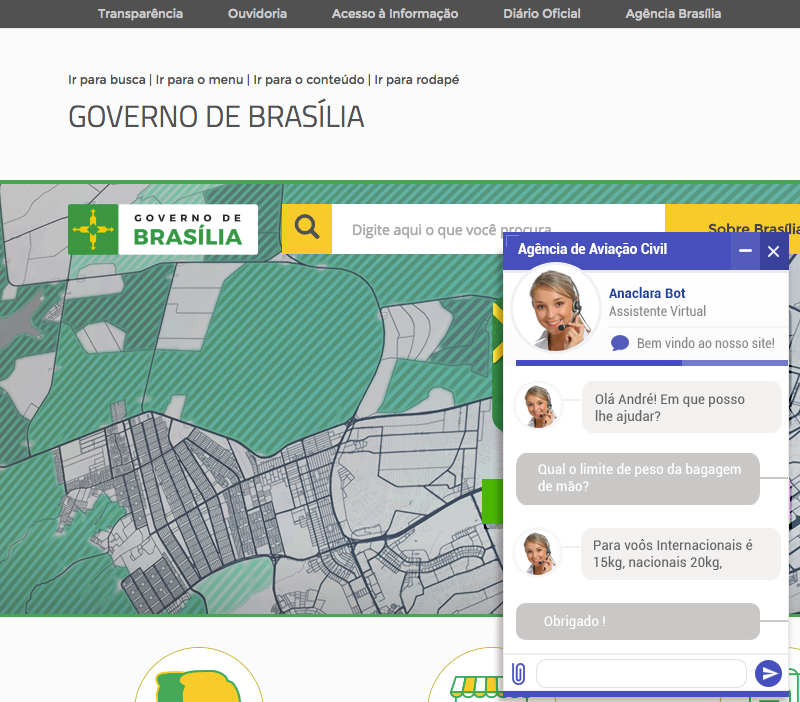 Transparência Ouvidoria Acesso à Informação Diário Oficial Agência Brasília
Ir para busca | Ir para o menu | Ir para o conteúdo | Ir para rodapé
GOVERNO DE BRASÍLIA
GOVERNO DE
BRASÍLIA
Digite aqui o que você procura
Sobre Brasília
Agência de Aviação Civil
Anaclara Bot
Assistente Virtual
Bem vindo ao nosso site!
Olá André! Em que posso
lhe ajudar?
Qual o limite de peso da bagagem
de mão?
Para voôs Internacionais é
15kg, nacionais 20kg,
Obrigado !